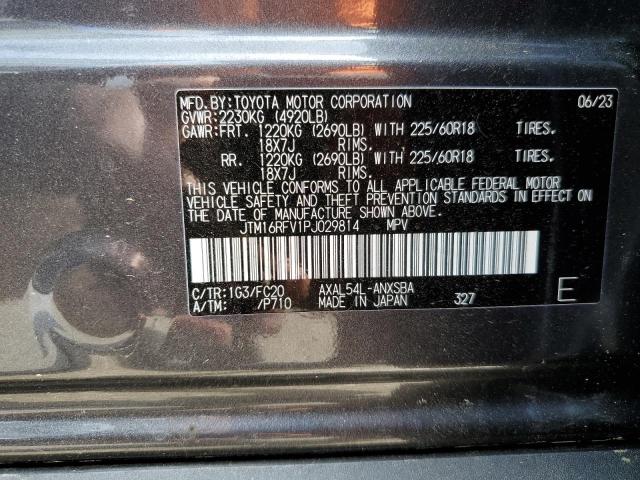 MFD.BY:TOYOTA MOTOR CORPORATION 06/23
GVWR:2230KG (4920LB)
GAWR:FRT. 1220KG (2690LB) WITH 225/60R18 TIRES.
18X7J RIMS.
RR. 1220KG (2690LB) WITH 225/60R18 TIRES.
18X7J RIMS.
THIS VEHICLE CONFORMS TO ALL APPLICABLE FEDERAL MOTOR
VEHICLE SAFETY AND THEFT PREVENTION STANDARDS IN EFFECT ON
THE DATE OF MANUFACTURE SHOWN ABOVE.
JTM16RFV1PJ029814 MPV
C/TR:1G3/FC20 AXAL54L-ANXSBA
A/TM: /P710 MADE IN JAPAN 327 E